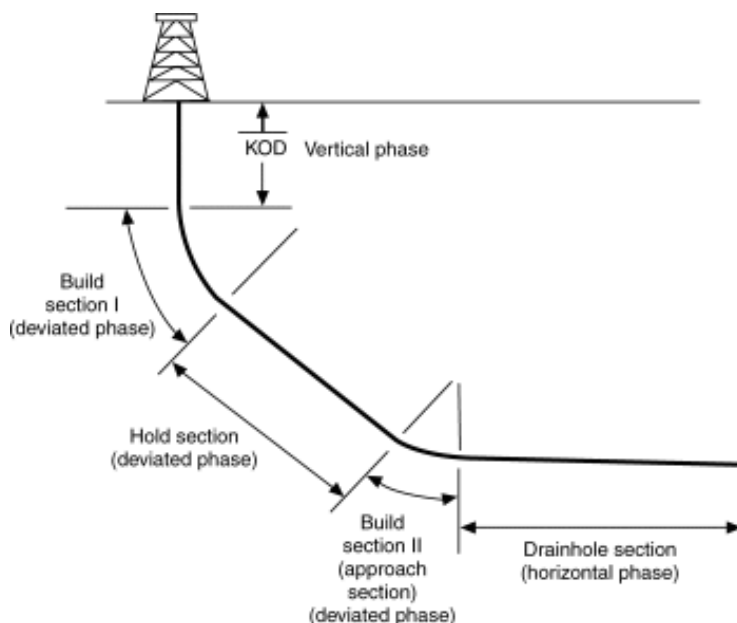 KOD
Vertical phase
Build
section I
(deviated phase)
Hold section
(deviated phase)
Build
section II
(approach
section)
(deviated phase)
Drainhole section
(horizontal phase)